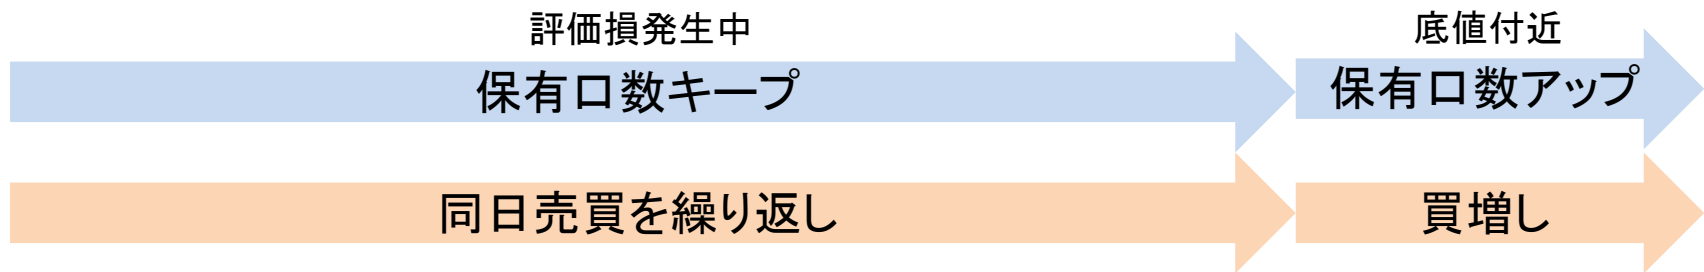 評価損発生中
底値付近
保有口数キープ
保有口数アップ
同日売買を繰り返し
買増し